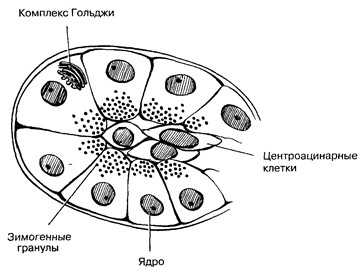 Комплекс Гольджи
Центроацинарные
клетки
Зимогенные
гранулы
Ядро